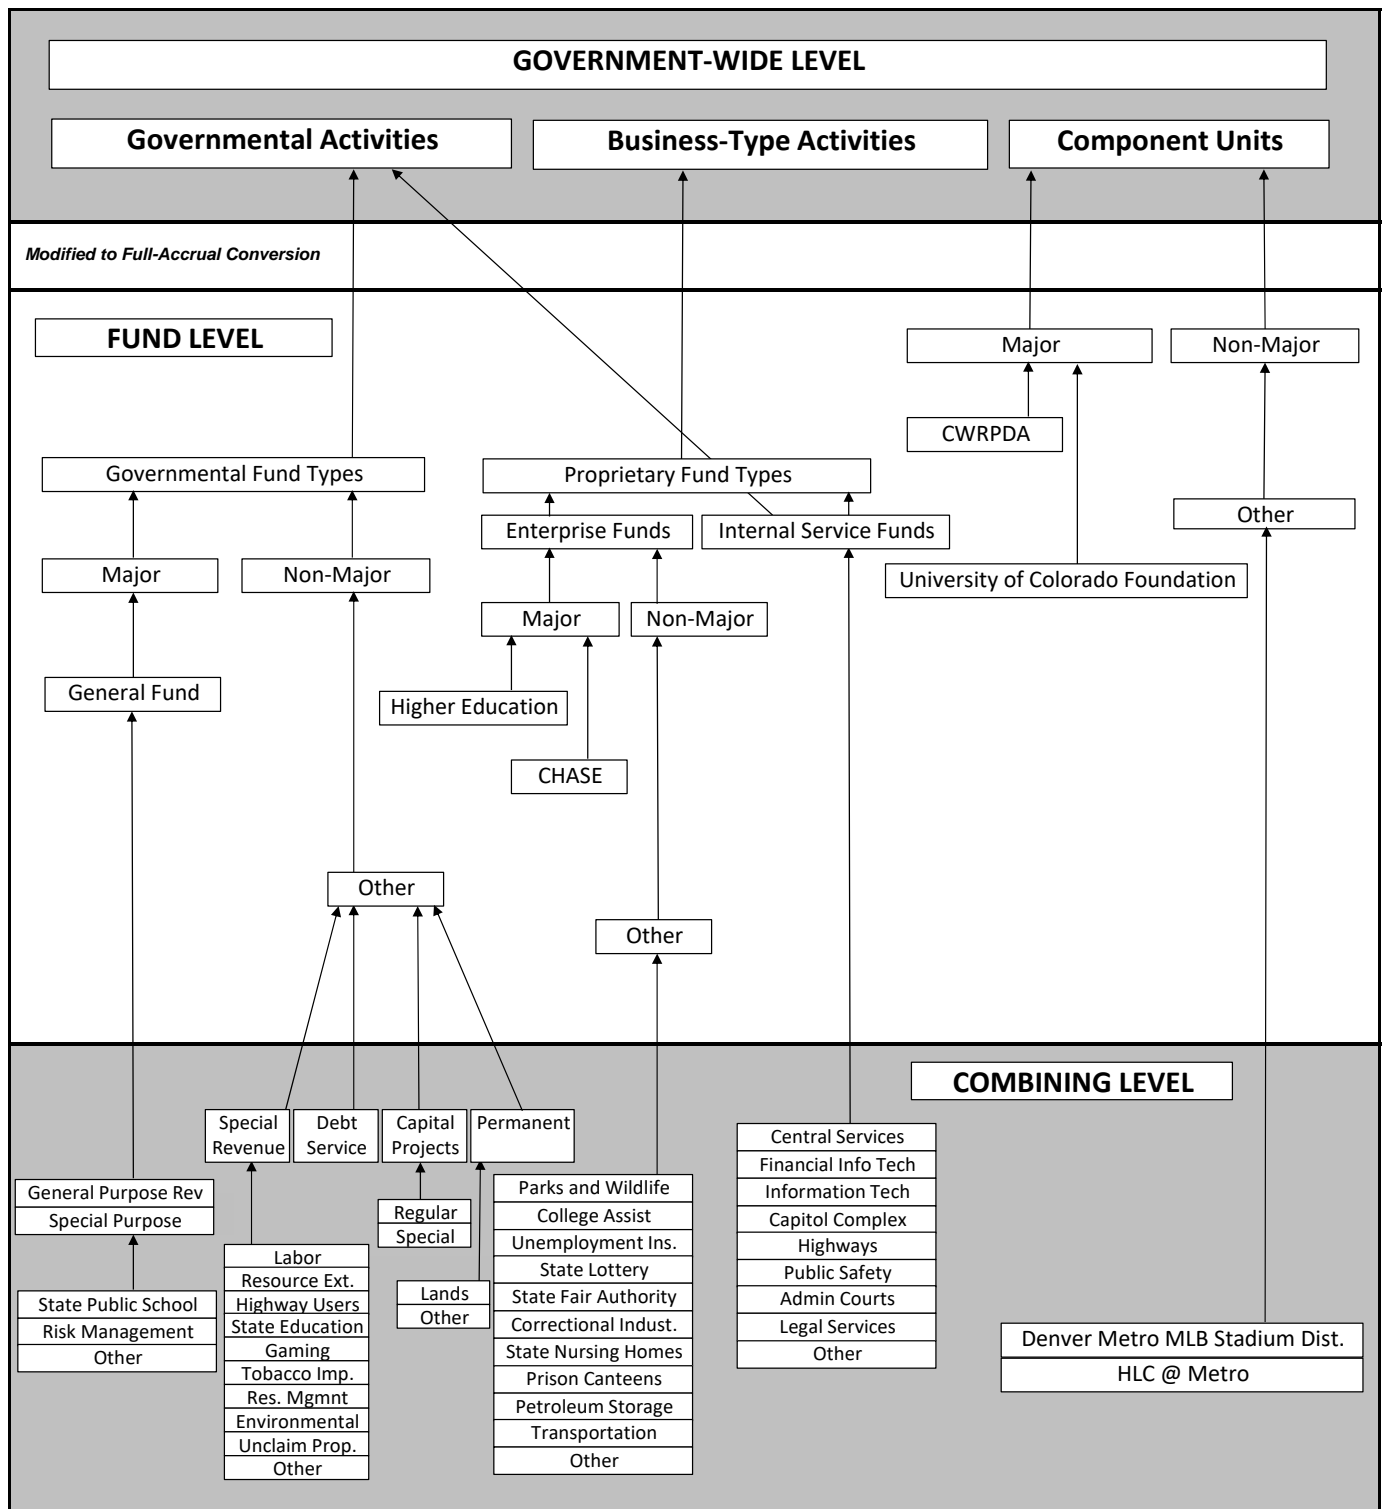 GOVERNMENT-WIDE LEVEL
Governmental Activities
Business-Type Activities
Component Units
Modified to Full-Accrual Conversion
FUND LEVEL
Major
Non-Major
CWRPDA
Governmental Fund Types
Proprietary Fund Types
Other
Enterprise Funds
Internal Service Funds
Major
Non-Major
University of Colorado Foundation
Major
Non-Major
General Fund
Higher Education
CHASE
Other
Other
COMBINING LEVEL
Special
Revenue
Debt
Service
Capital
Projects
Permanent
General Purpose Rev
Special Purpose
State Public School
Risk Management
Other
Labor
Resource Ext.
Highway Users
State Education
Gaming
Tobacco Imp.
Res. Mgmnt
Environmental
Unclaim Prop.
Other
Regular
Special
Lands
Other
Parks and Wildlife
College Assist
Unemployment Ins.
State Lottery
State Fair Authority
Correctional Indust.
State Nursing Homes
Prison Canteens
Petroleum Storage
Transportation
Other
Central Services
Financial Info Tech
Information Tech
Capitol Complex
Highways
Public Safety
Admin Courts
Legal Services
Other
Denver Metro MLB Stadium Dist.
HLC @ Metro